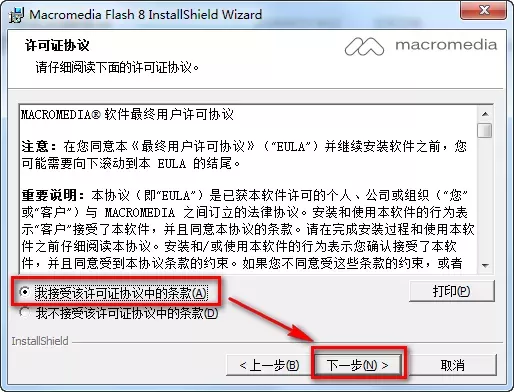 Macromedia Flash 8 InstallShield Wizard
许可证协议
请仔细阅读下面的许可证协议。
macromedia
MACROMEDIA® 软件最终用户许可协议
注意：在您同意本《最终用户许可协议》（“EULA”）并继续安装软件之前，您
可能需要向下滚动到本 EULA 的结尾。
重要说明：本协议（即“EULA”）是已获本软件许可的个人、公司或组织（“您”
或“客户”）与 MACROMEDIA 之间订立的法律协议。安装和使用本软件的行为表
示“客户”接受了本软件，并且同意本协议的条款。请在完成安装过程和使用本软
件之前仔细阅读本协议。安装和/或使用本软件的行为表示您确认接受了本软
件，并且同意受到本协议条款的约束。如果您不同意受这些条款的约束，或者
我接受该许可证协议中的条款(A)
打印(P)
我不接受该许可证协议中的条款(D)
InstallShield
< 上一步(B)
下一步(N) >
取消